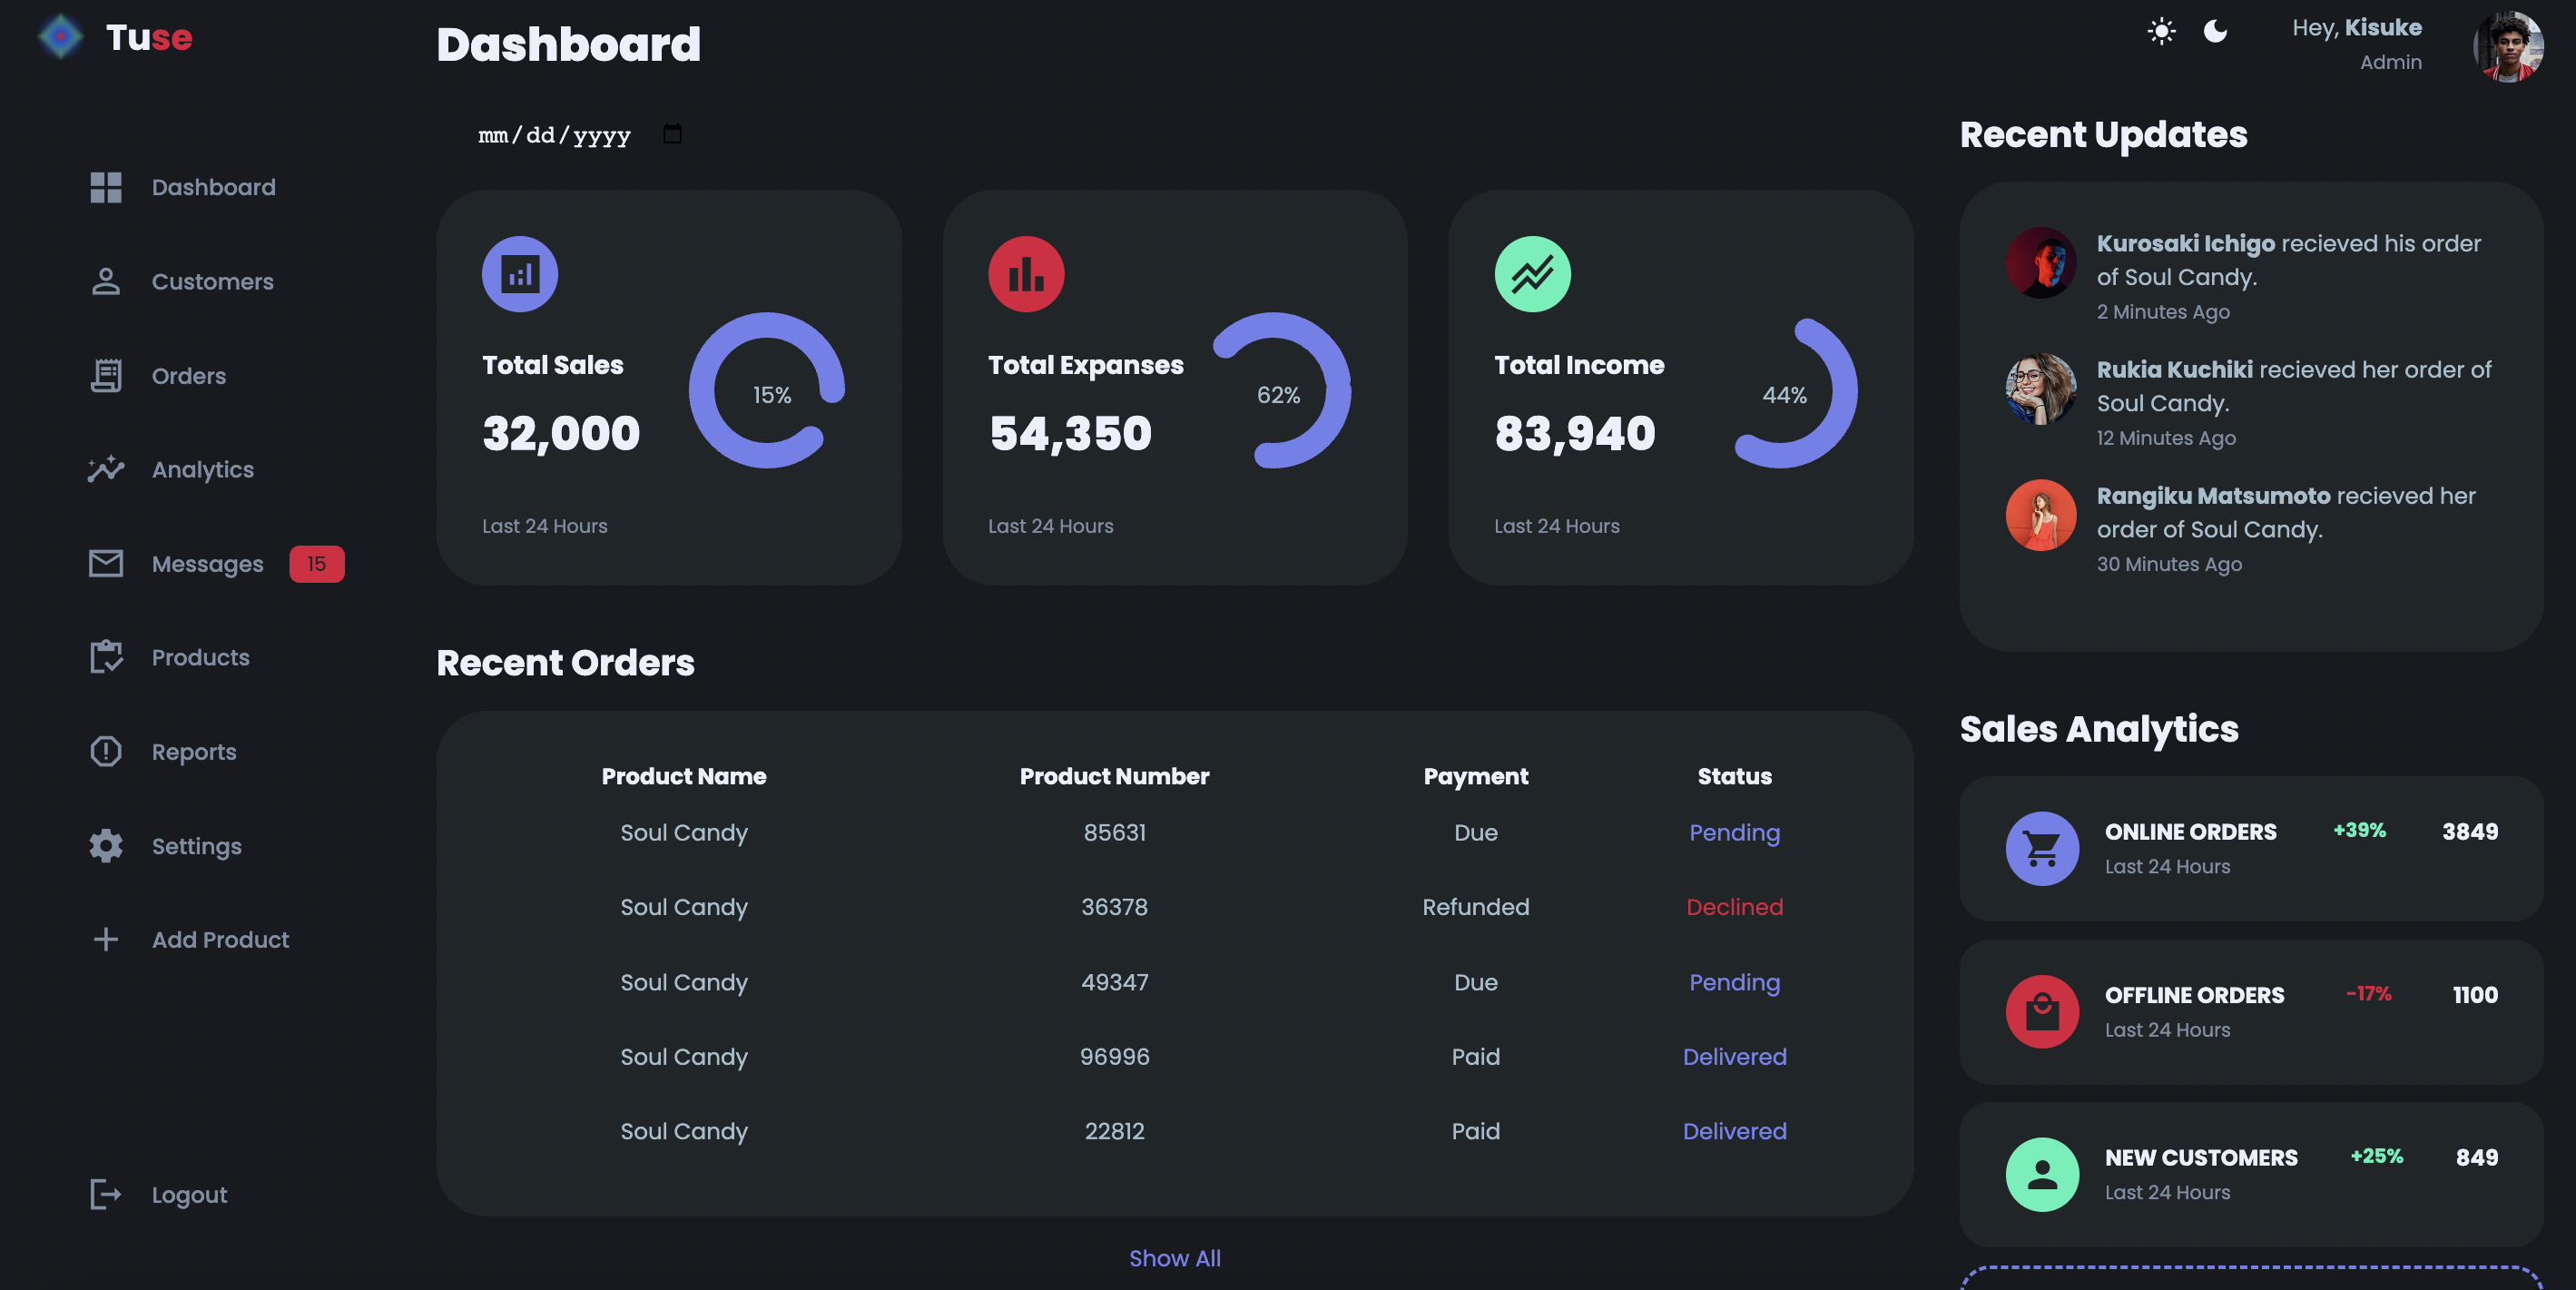 Tuse
Dashboard
Customers
Orders
Analytics
Messages 15
Products
Reports
Settings
Add Product
Logout
Dashboard
mm/dd/yyyy
Total Sales
32,000
15%
Last 24 Hours
Total Expanses
54,350
62%
Last 24 Hours
Total Income
83,940
44%
Last 24 Hours
Recent Orders
Product Name Product Number Payment Status
Soul Candy 85631 Due Pending
Soul Candy 36378 Refunded Declined
Soul Candy 49347 Due Pending
Soul Candy 96996 Paid Delivered
Soul Candy 22812 Paid Delivered
Show All
Hey, Kisuke
Admin
Recent Updates
Kurosaki Ichigo recieved his order
of Soul Candy.
2 Minutes Ago
Rukia Kuchiki recieved her order of
Soul Candy.
12 Minutes Ago
Rangiku Matsumoto recieved her
order of Soul Candy.
30 Minutes Ago
Sales Analytics
ONLINE ORDERS +39% 3849
Last 24 Hours
OFFLINE ORDERS -17% 1100
Last 24 Hours
NEW CUSTOMERS +25% 849
Last 24 Hours